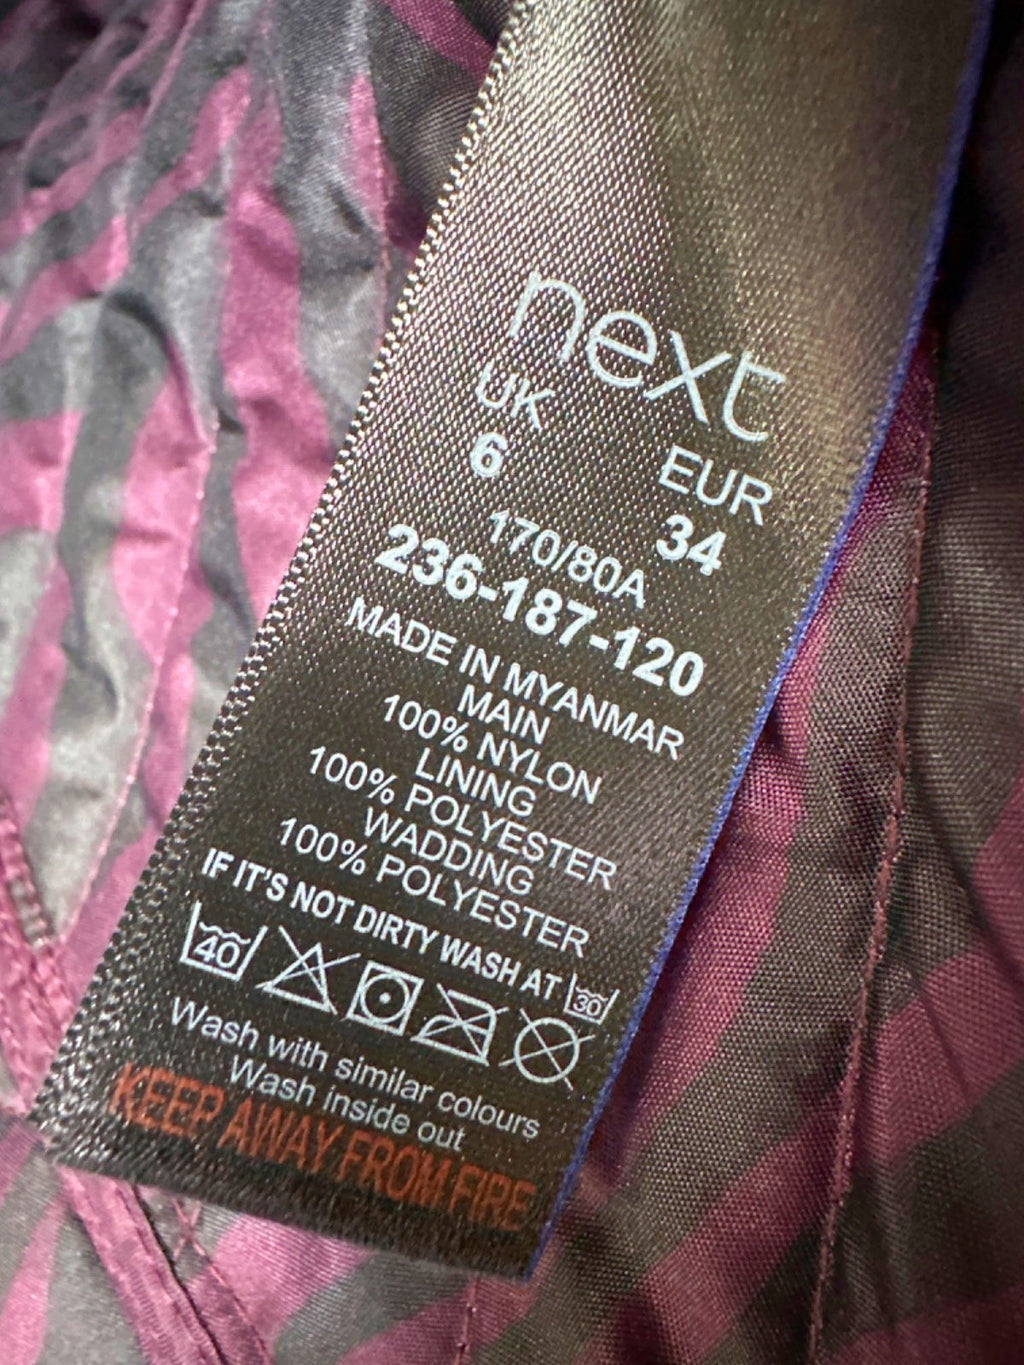 next
UK EUR
6 34
170/80A
236-187-120
MADE IN MYANMAR
MAIN
100% NYLON
LINING
100% POLYESTER
WADDING
100% POLYESTER
IF IT'S NOT DIRTY WASH AT 30
40
Wash with similar colours
Wash inside out
KEEP AWAY FROM FIRE